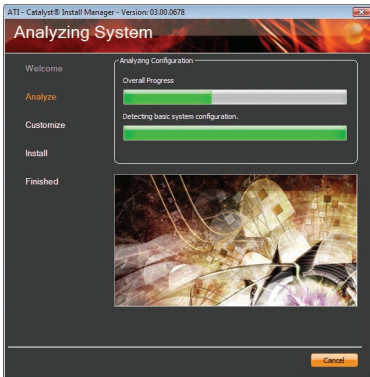 ATI - Catalyst® Install Manager - Version: 03.00.0678
Analyzing System
Welcome
Analyze
Customize
Install
Finished
Analyzing Configuration
Overall Progress
Detecting basic system configuration.
Cancel